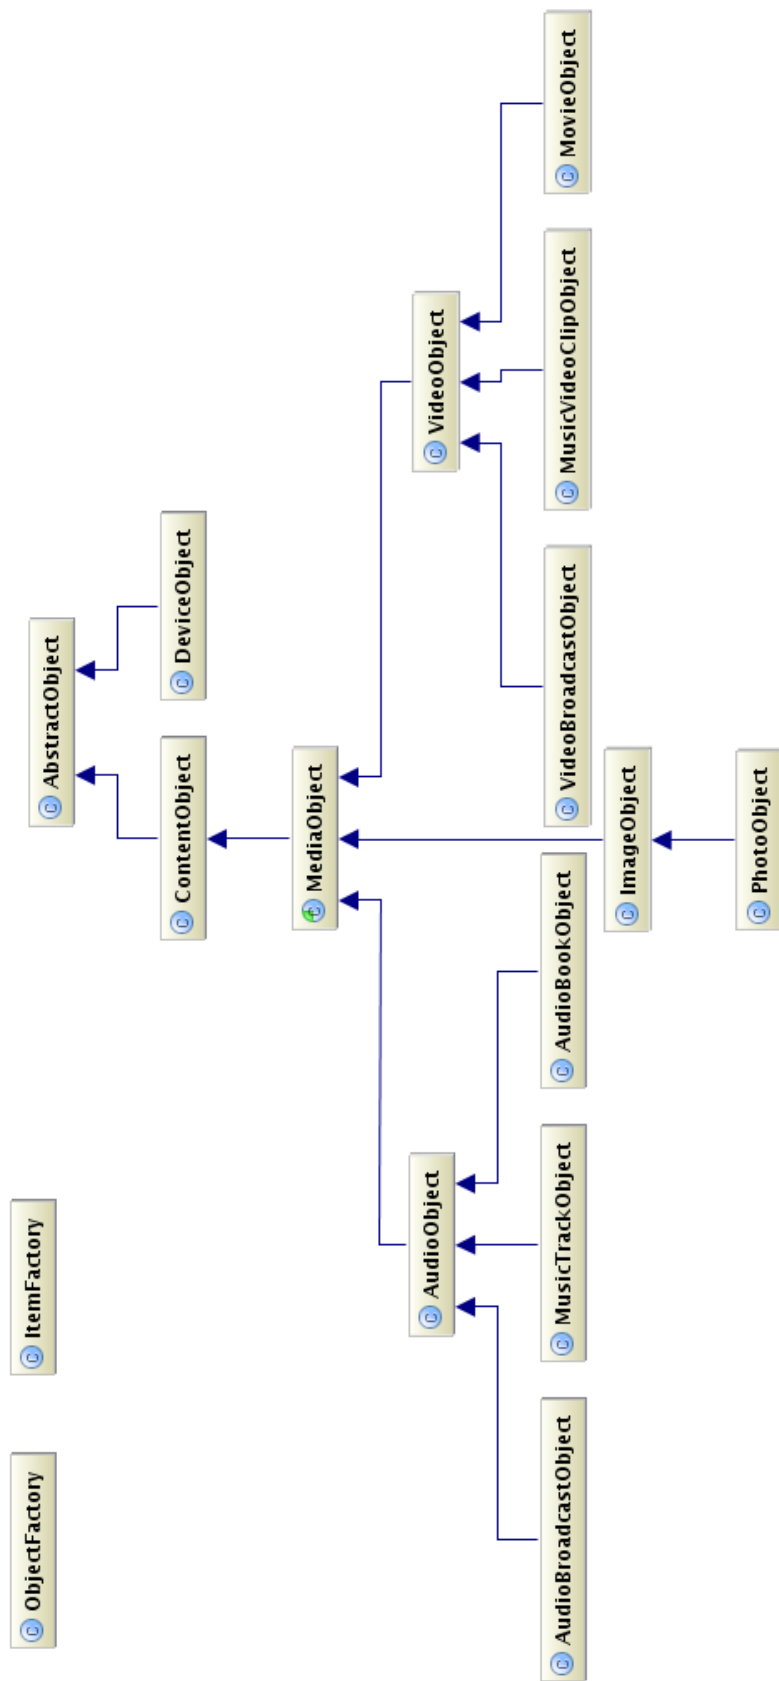 ObjectFactory
ItemFactory
AbstractObject
ContentObject
DeviceObject
MediaObject
AudioObject
VideoObject
AudioBroadcastObject
MusicTrackObject
AudioBookObject
VideoBroadcastObject
MusicVideoClipObject
MovieObject
ImageObject
PhotoObject